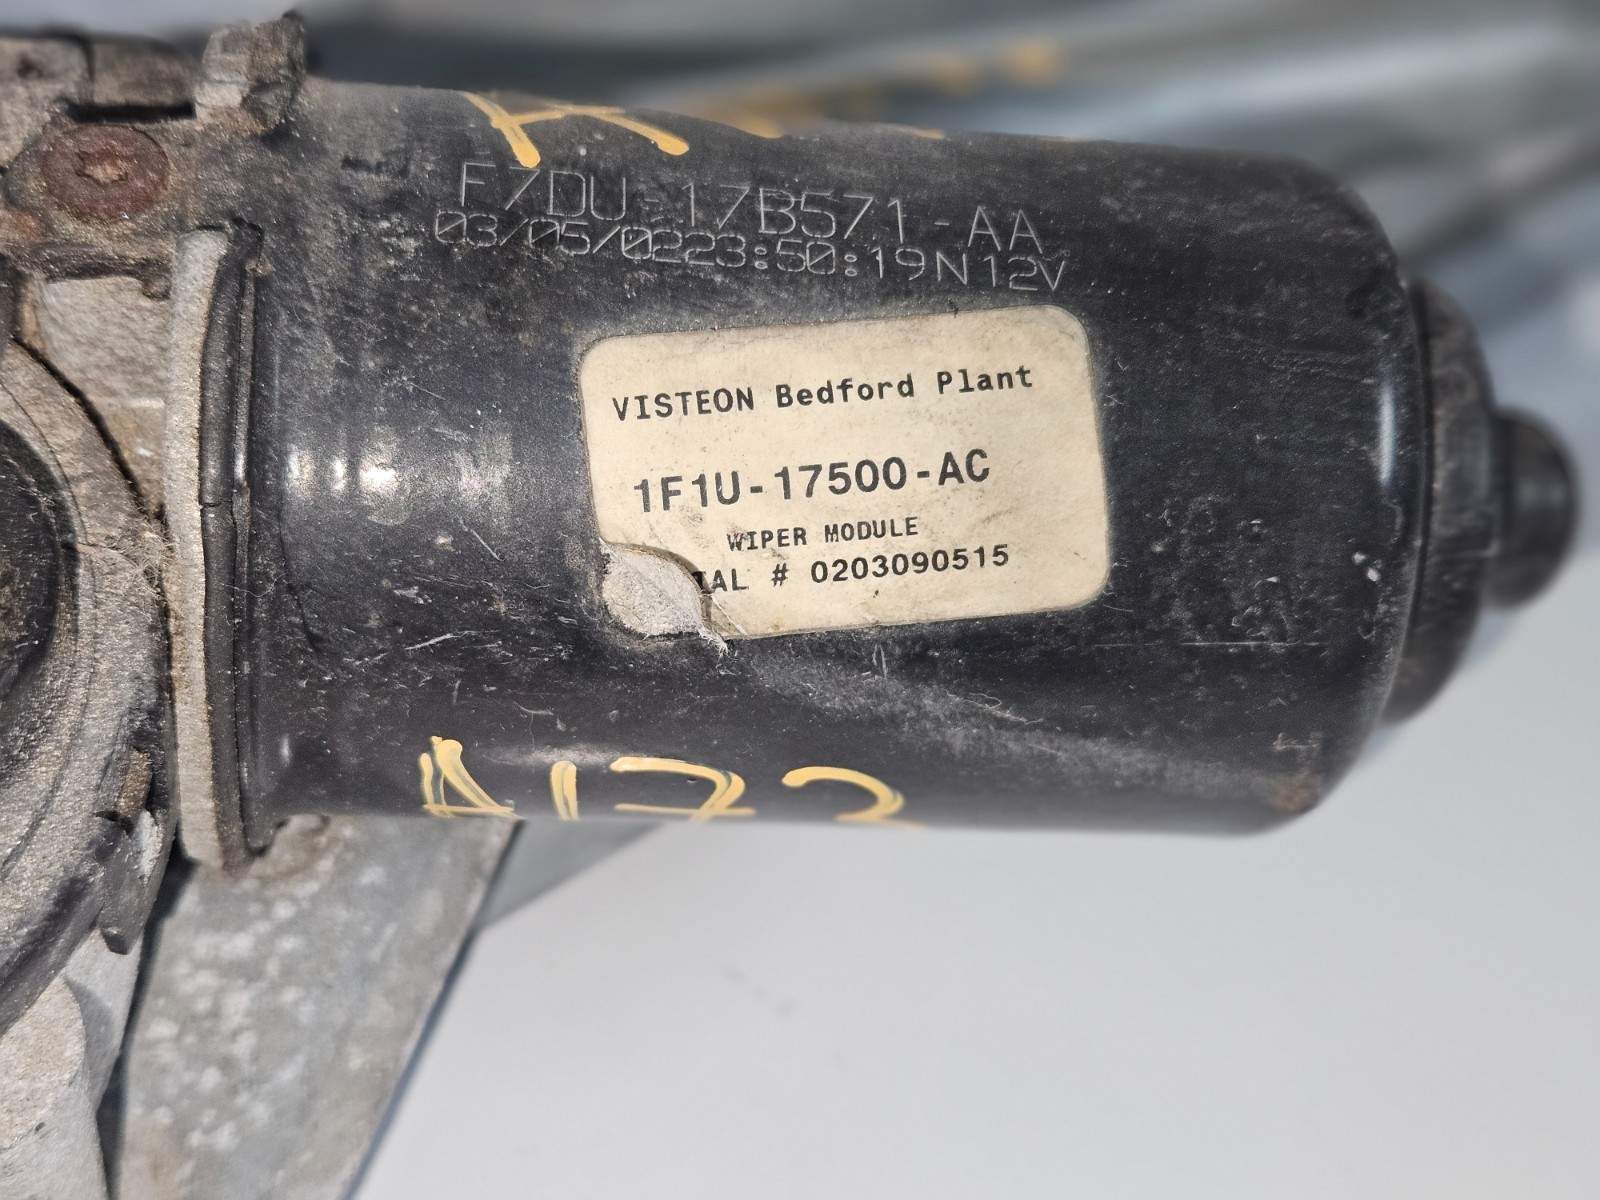 F7DU-17B571-AA
03/05/0223:50:19N12V
VISTEON Bedford Plant
1F1U-17500-AC
WIPER MODULE
IAL # 0203090515